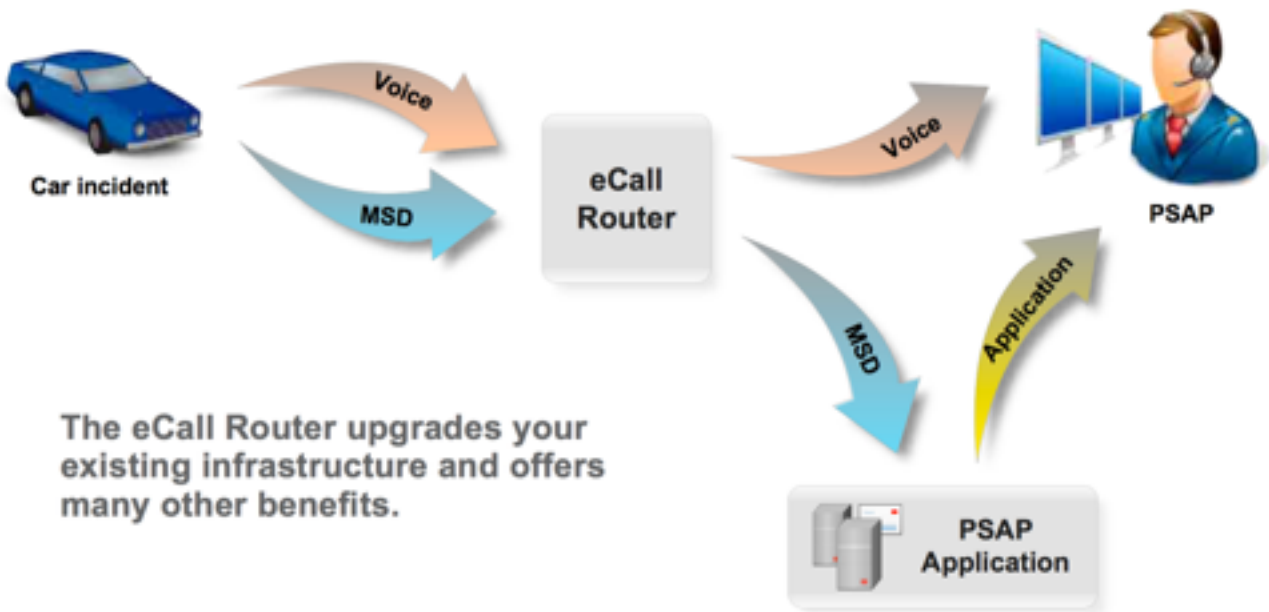 Voice
Voice
Car incident
MSD
eCall
Router
PSAP
MSD
Application
The eCall Router upgrades your
existing infrastructure and offers
many other benefits.
PSAP
Application